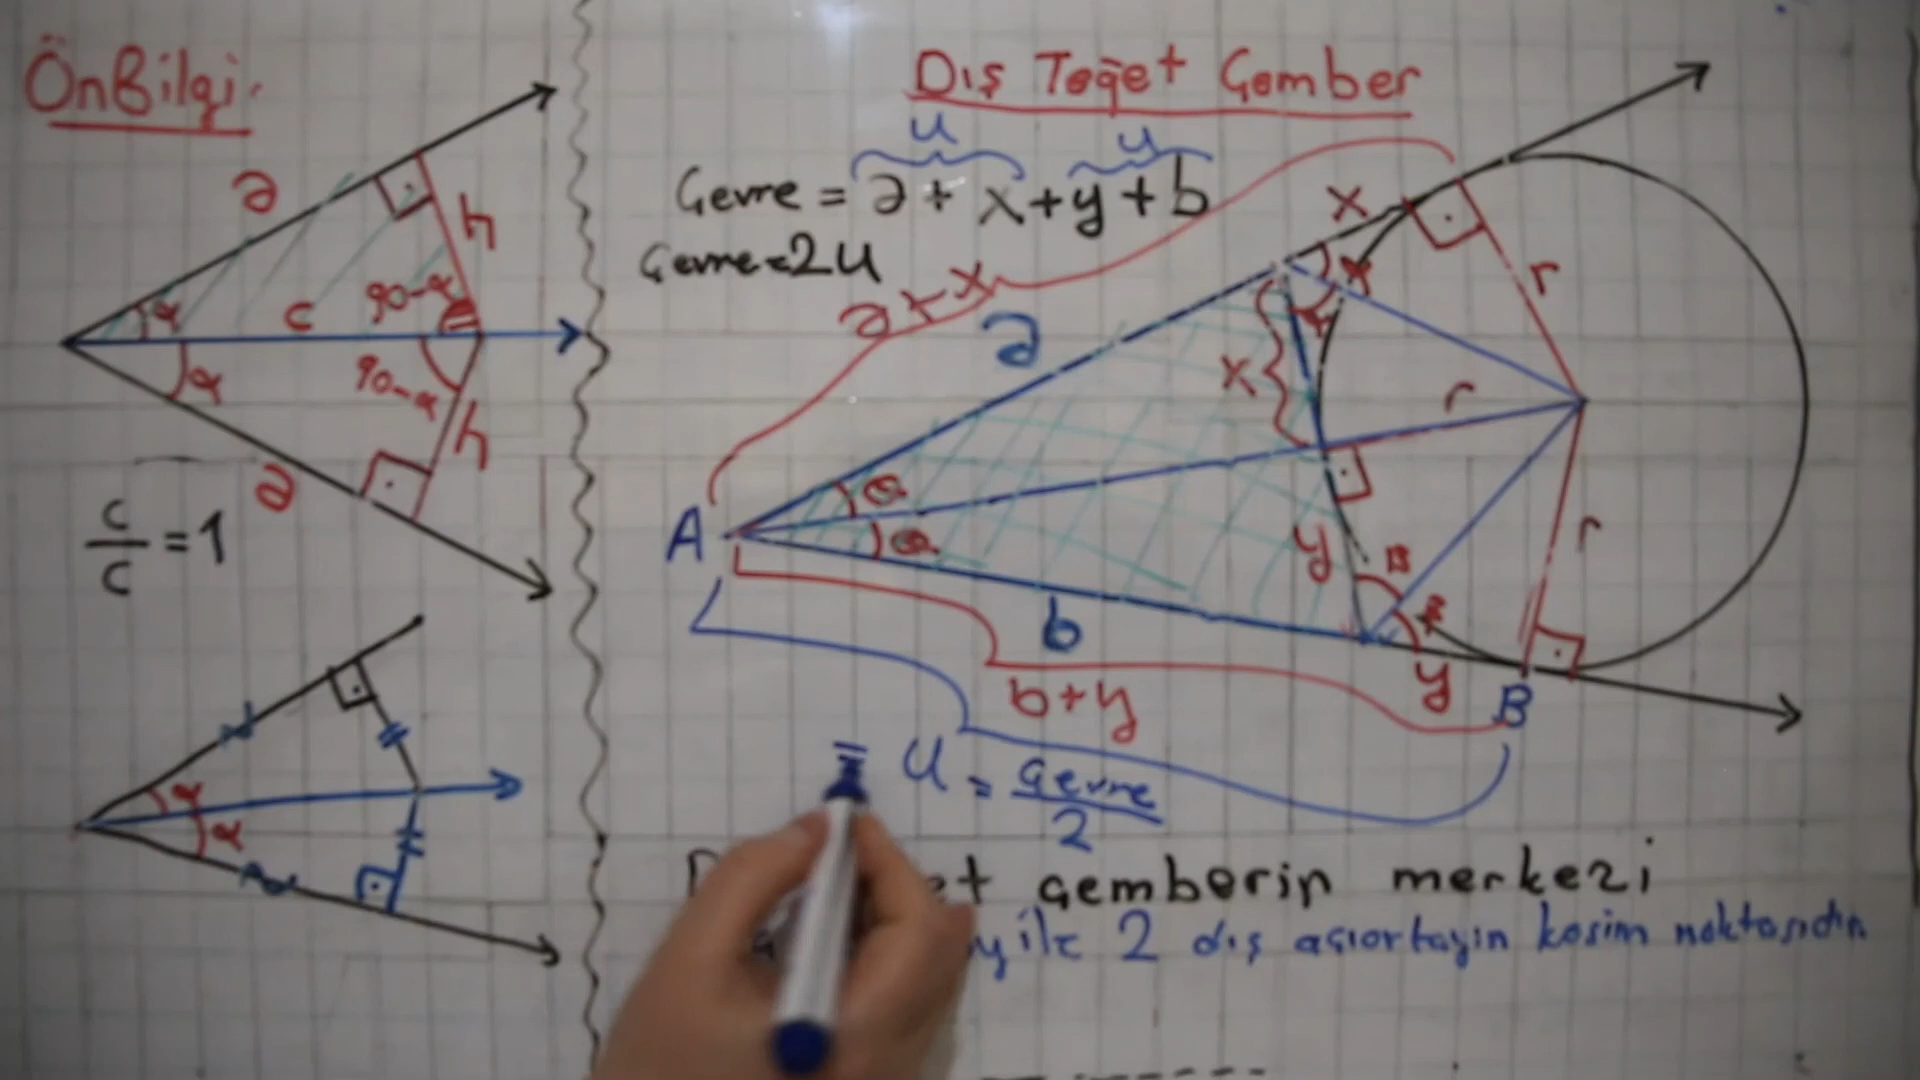 ÖnBilgi
a
h
α
c
90-α
α
90-α
h
a
c/c = 1
α
α
Dış Teğet Çember
u
u
Çevre = a + x + y + b
Çevre = 2u
a + x
a
x
x
r
r
r
A
θ
θ
y
b
b + y
y
B
u = Çevre/2
=
et çemberin merkezi
y ile 2 dış açıortayın kesim noktasıdır.